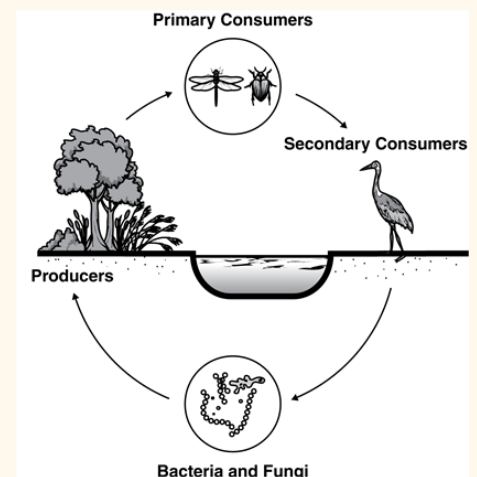 Primary Consumers
Secondary Consumers
Producers
Bacteria and Fungi